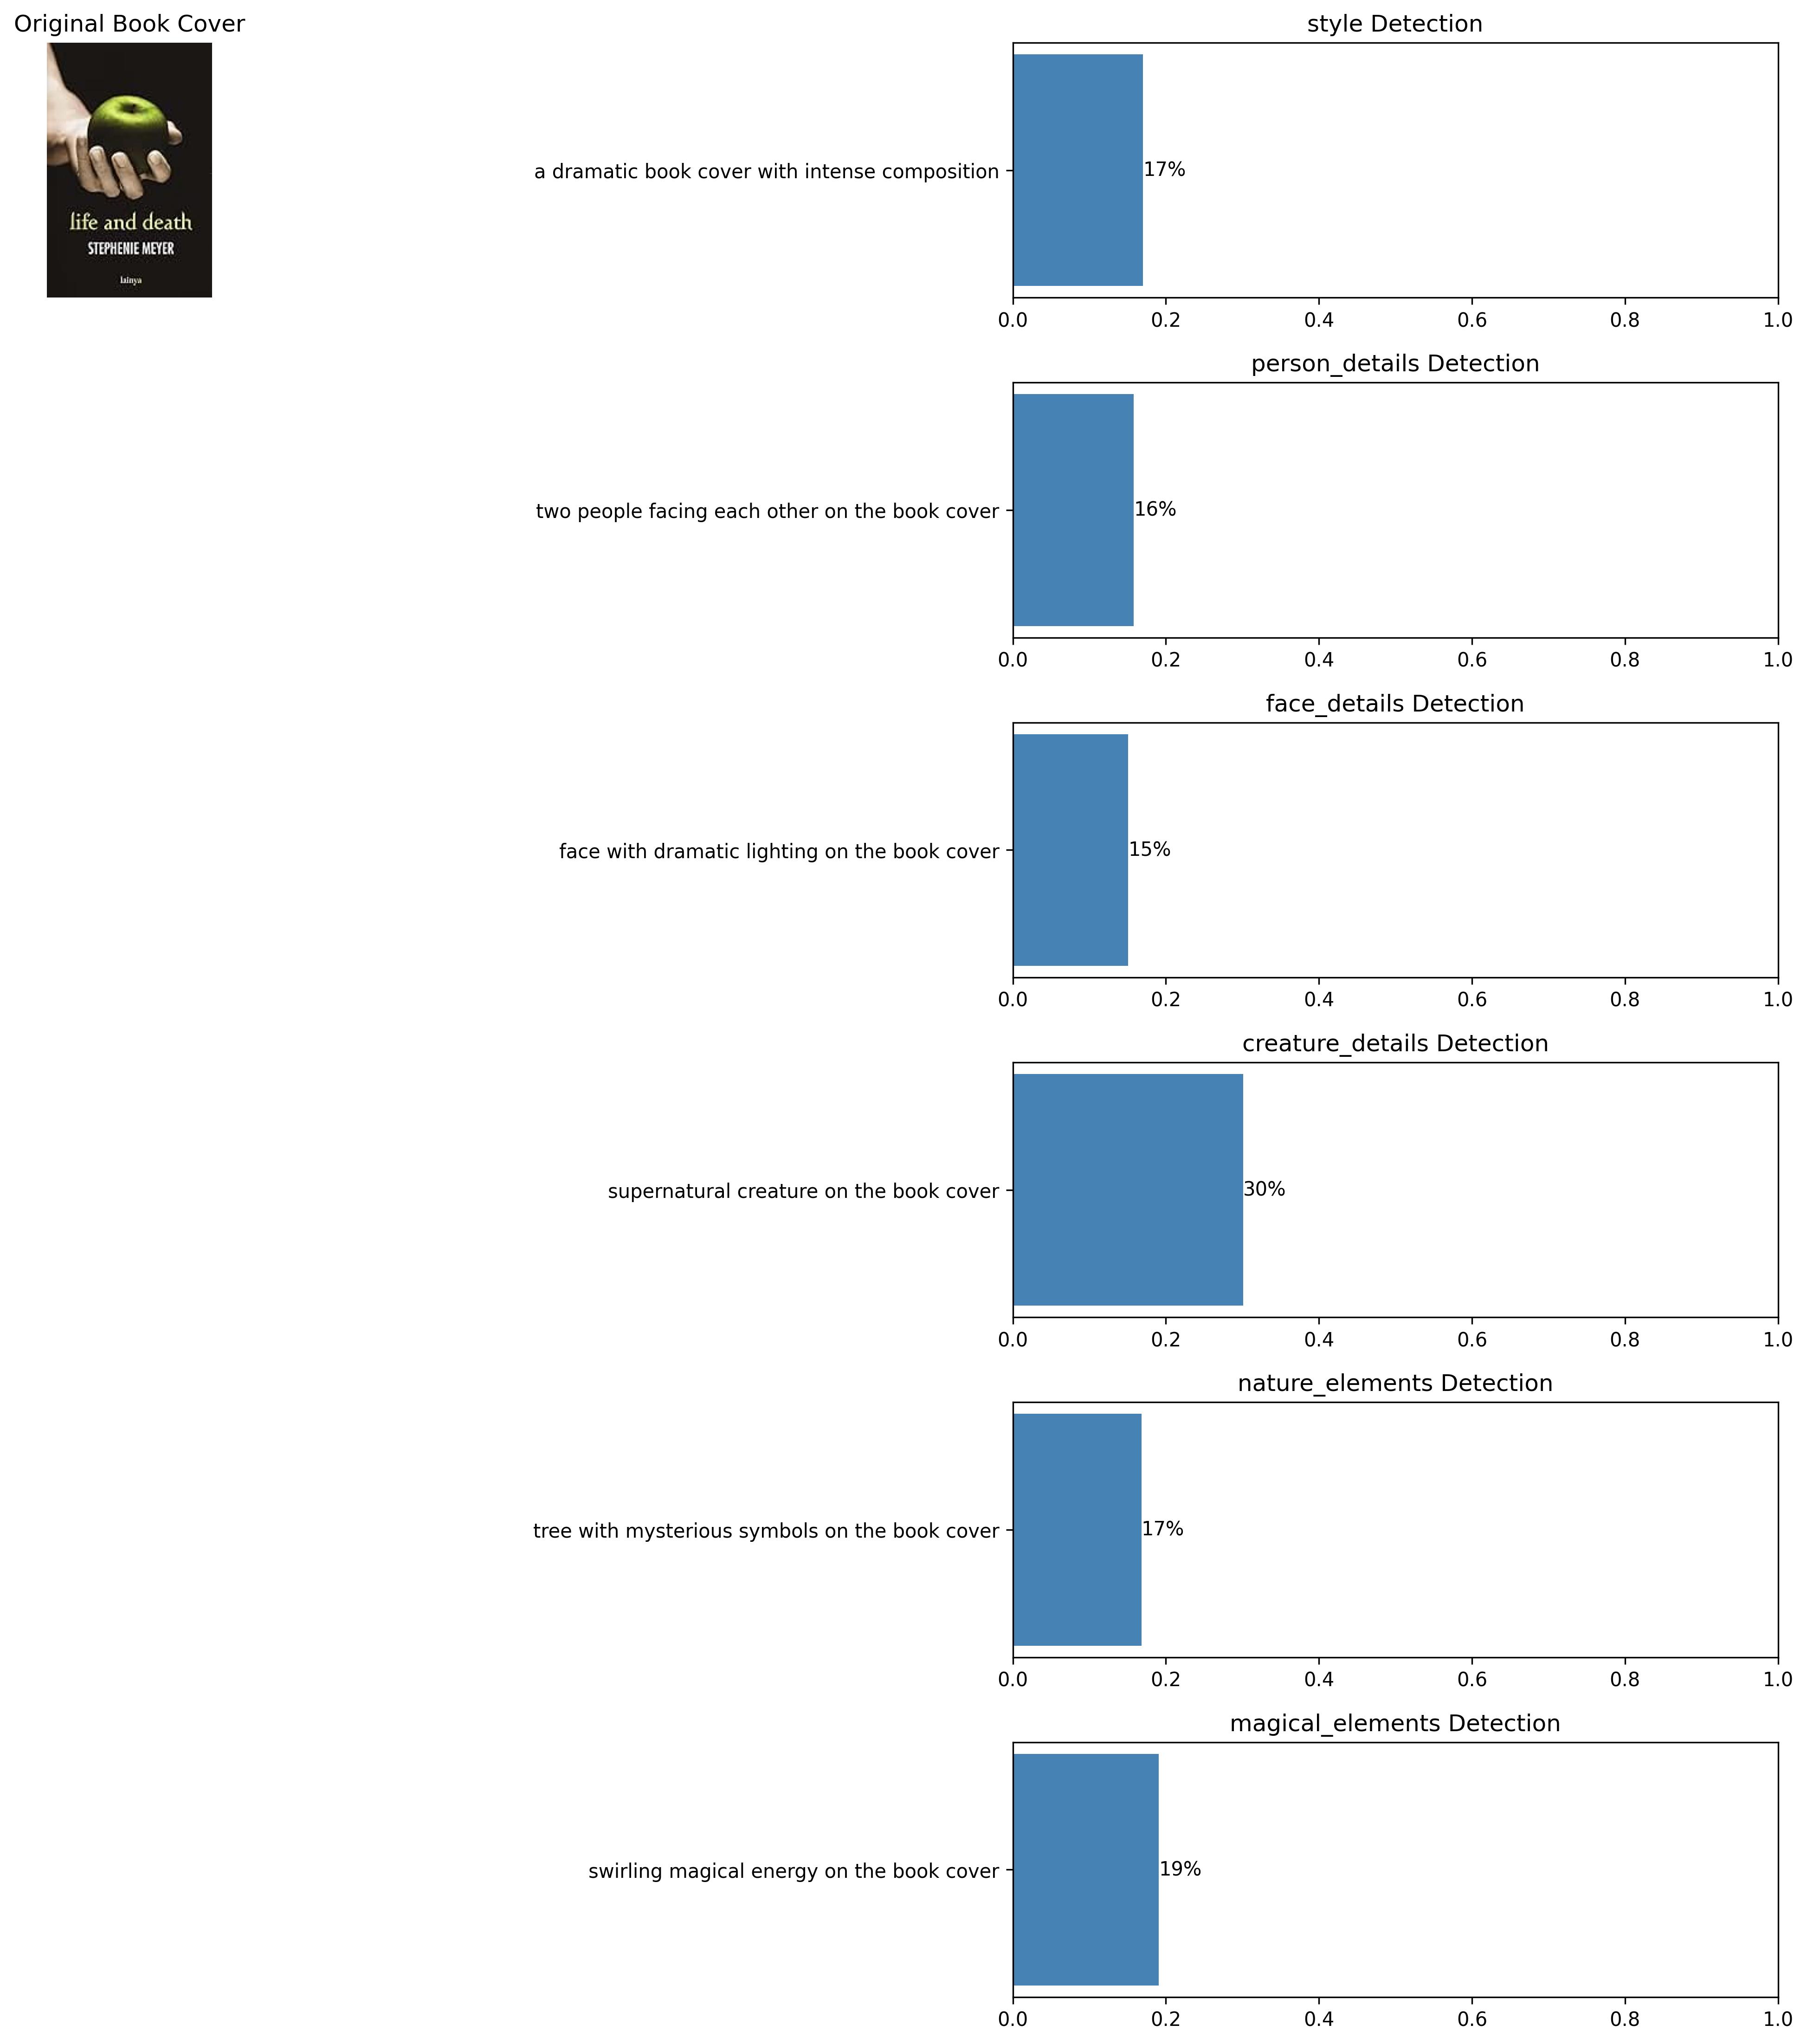 Original Book Cover
life and death
STEPHENIE MEYER
lainya
style Detection
a dramatic book cover with intense composition
17%
0.0 0.2 0.4 0.6 0.8 1.0
person_details Detection
two people facing each other on the book cover
16%
0.0 0.2 0.4 0.6 0.8 1.0
face_details Detection
face with dramatic lighting on the book cover
15%
0.0 0.2 0.4 0.6 0.8 1.0
creature_details Detection
supernatural creature on the book cover
30%
0.0 0.2 0.4 0.6 0.8 1.0
nature_elements Detection
tree with mysterious symbols on the book cover
17%
0.0 0.2 0.4 0.6 0.8 1.0
magical_elements Detection
swirling magical energy on the book cover
19%
0.0 0.2 0.4 0.6 0.8 1.0